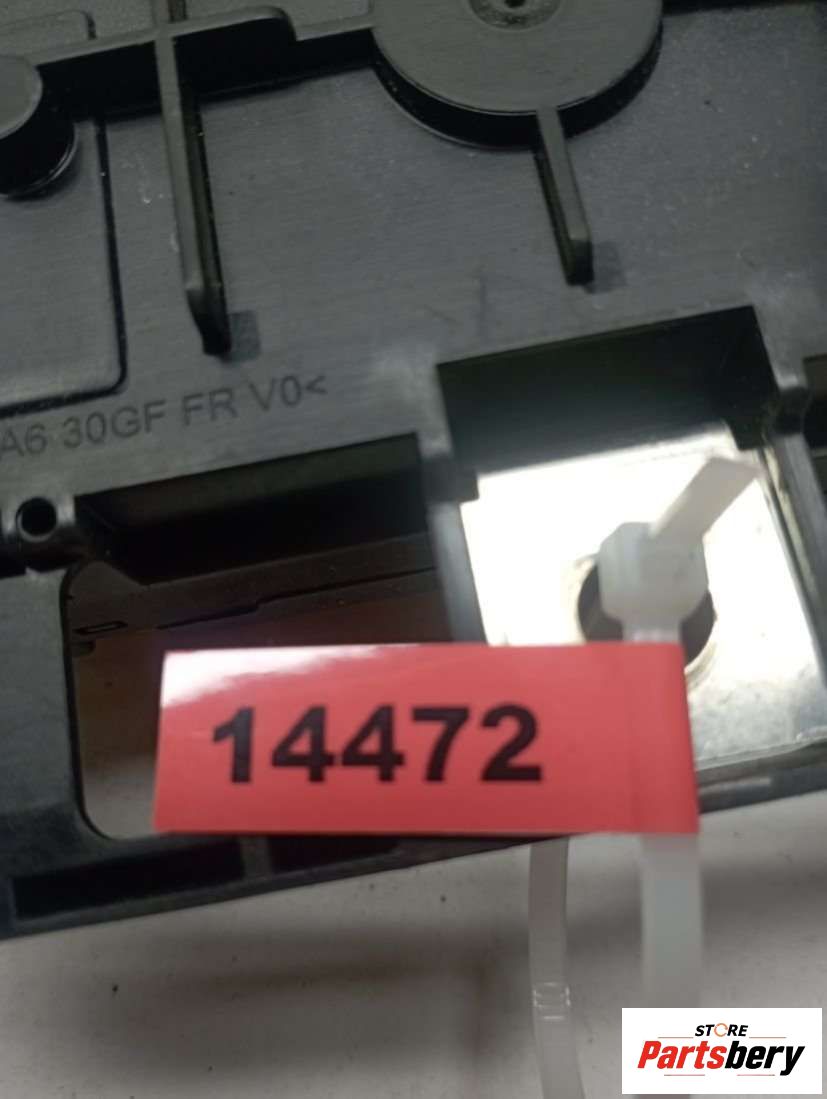 A6 30GF FR V0<
14472
STORE
Partsbery